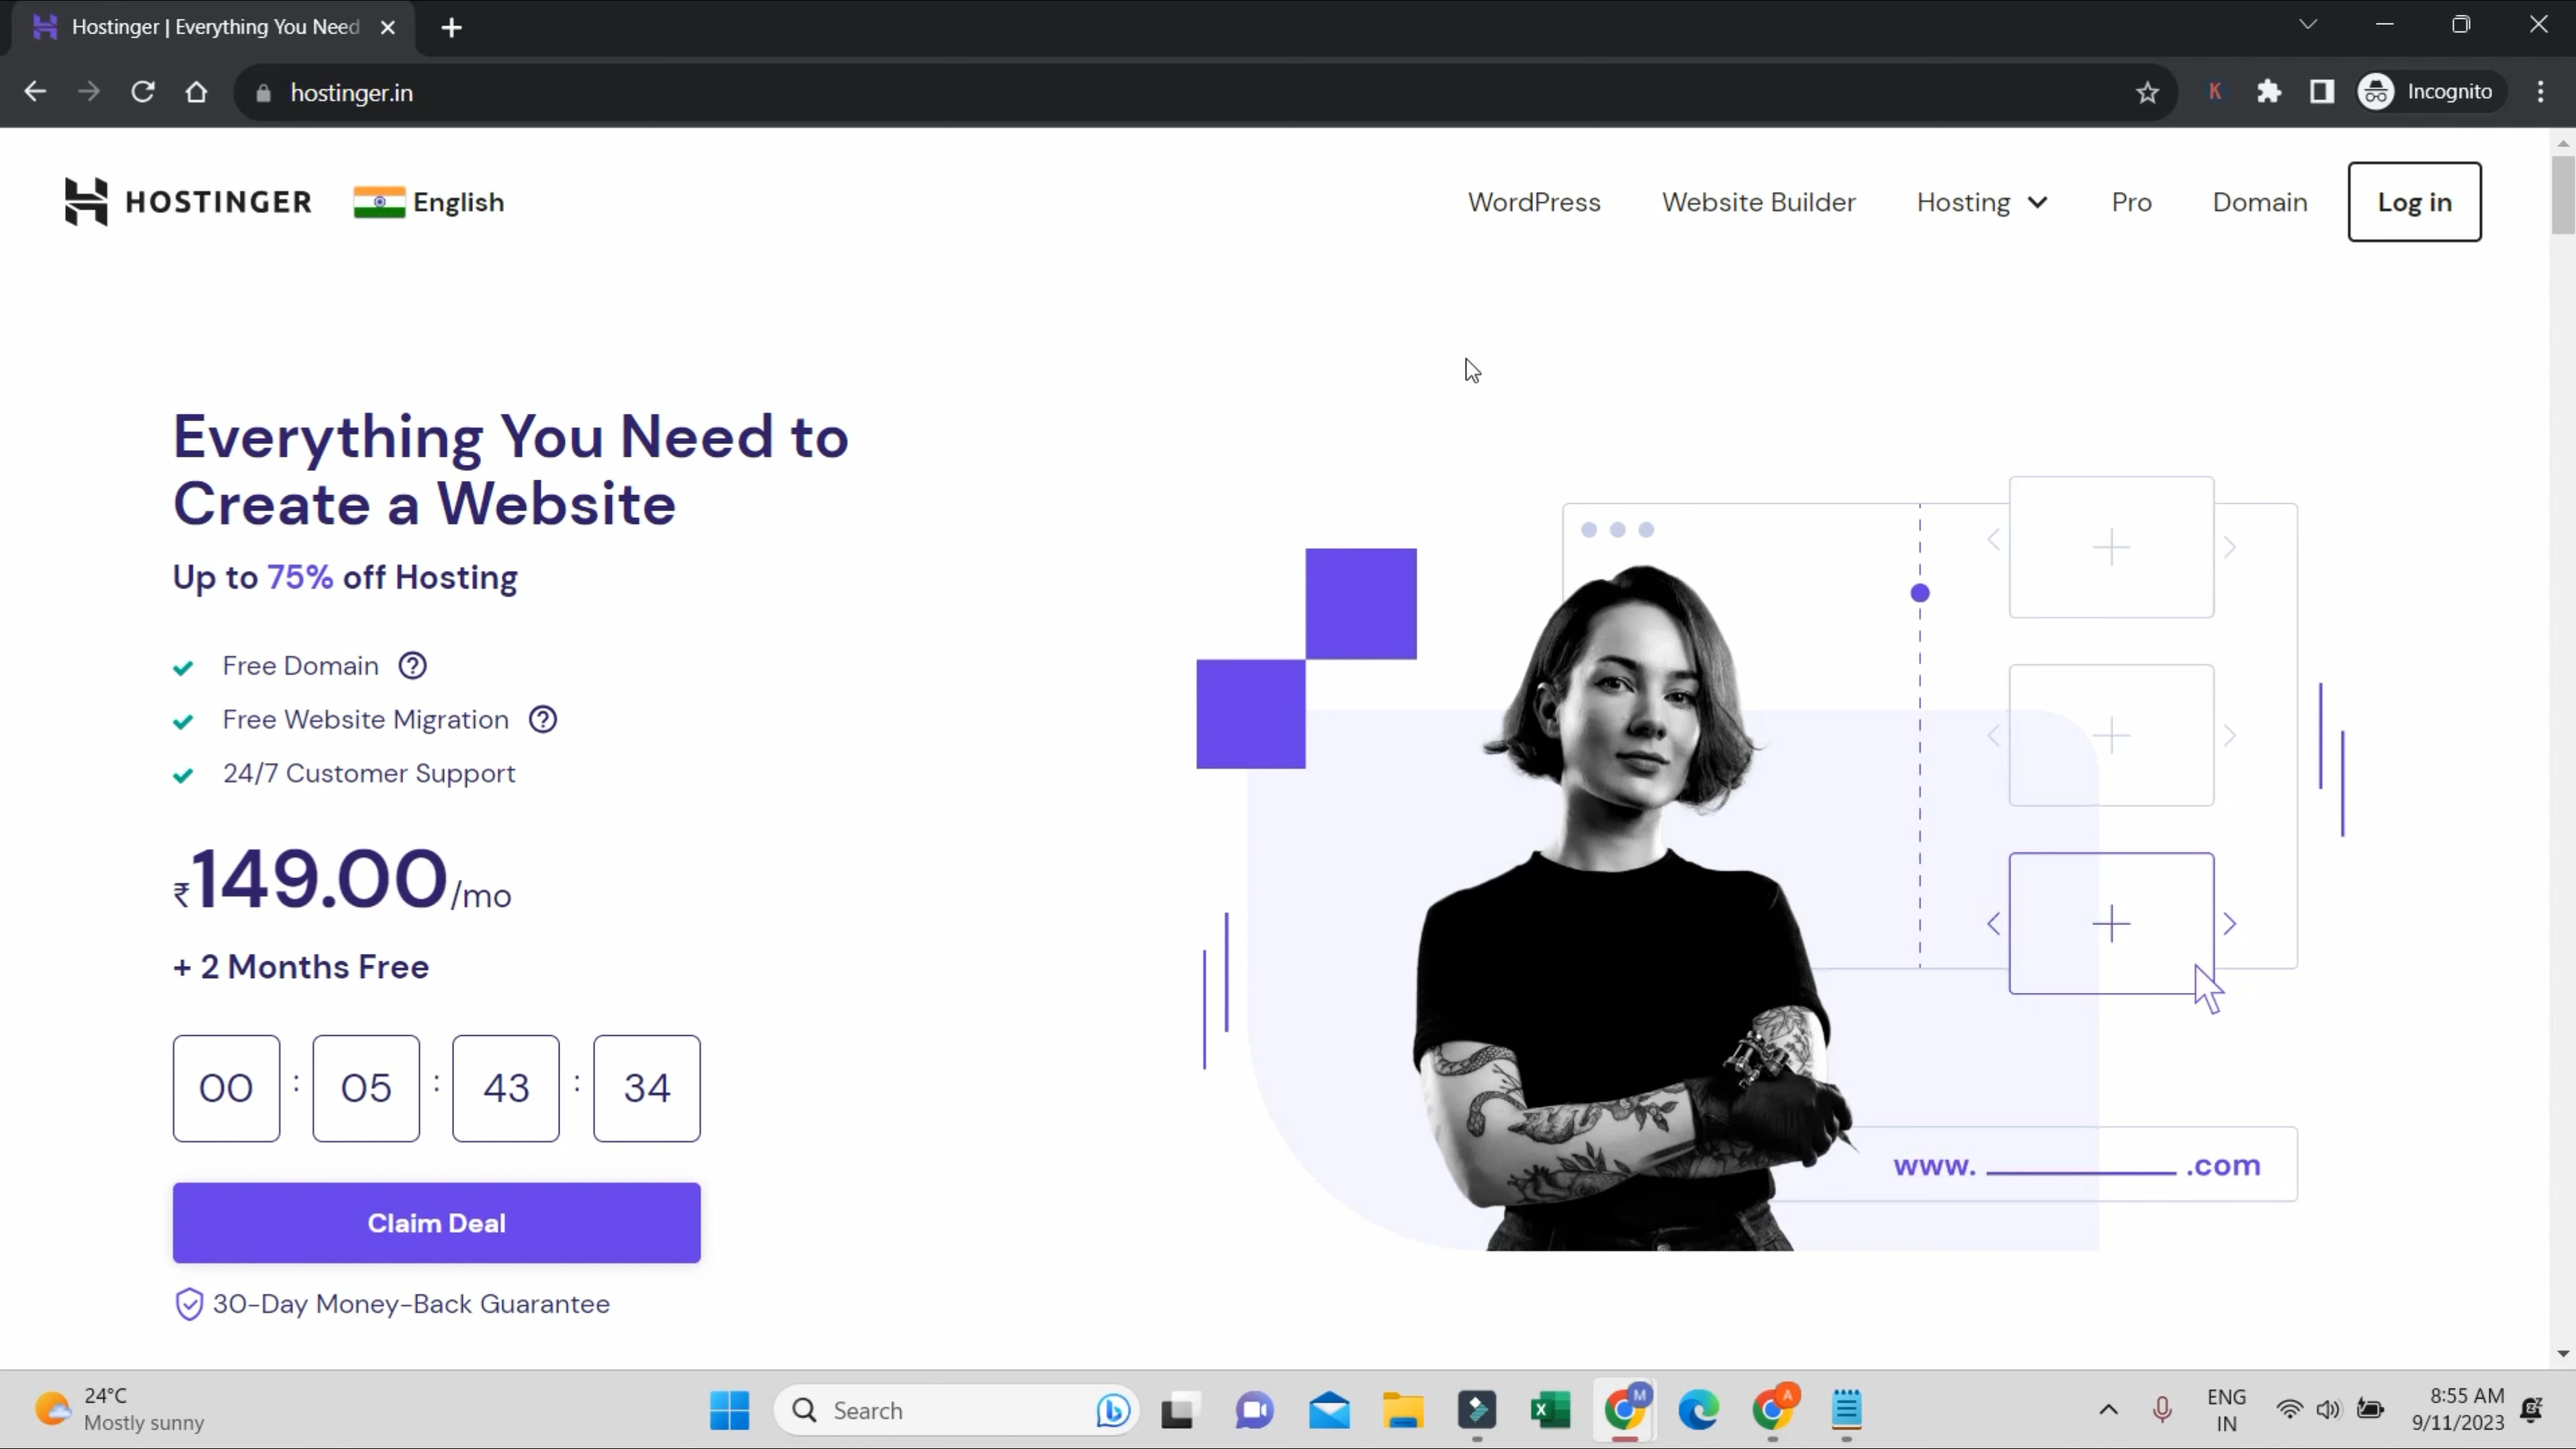 Hostinger | Everything You Need
hostinger.in
K
Incognito
HOSTINGER
English
WordPress
Website Builder
Hosting
Pro
Domain
Log in
Everything You Need to
Create a Website
Up to 75% off Hosting
Free Domain
Free Website Migration
24/7 Customer Support
₹149.00/mo
+ 2 Months Free
00 : 05 : 43 : 34
Claim Deal
30-Day Money-Back Guarantee
www. .com
24°C
Mostly sunny
Search
M
A
ENG
IN
8:55 AM
9/11/2023